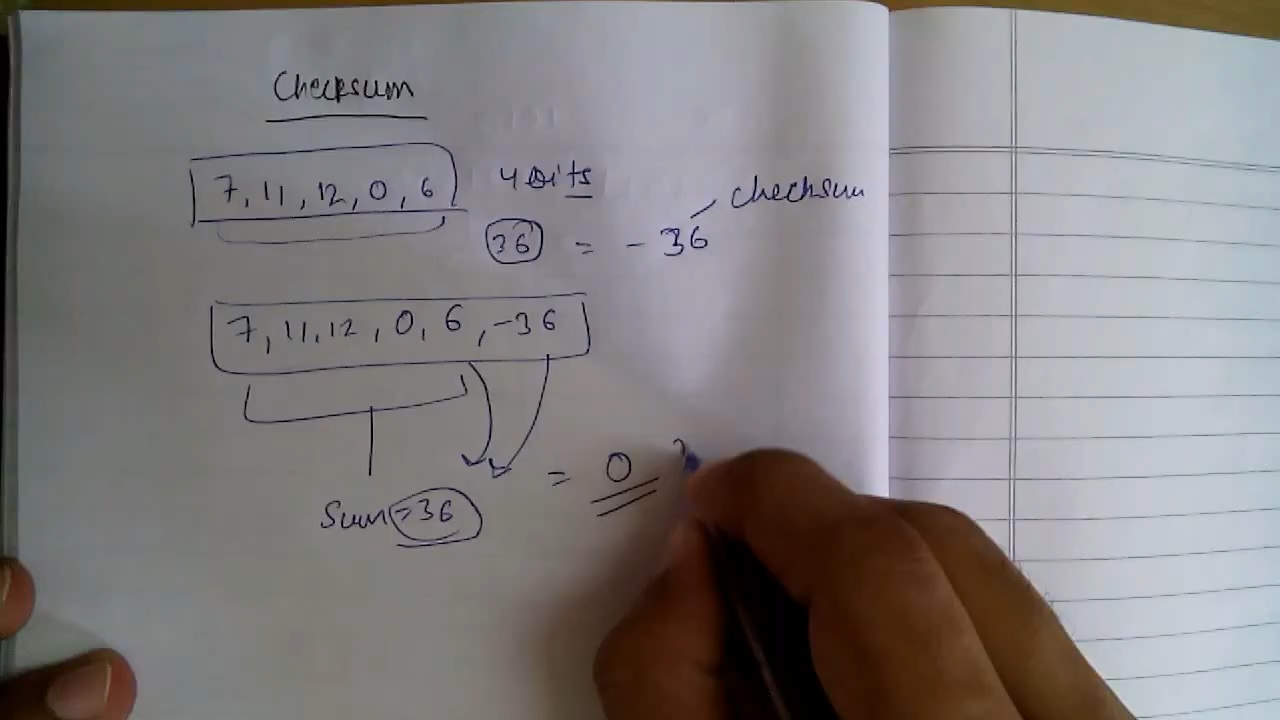 Checksum
7, 11, 12, 0, 6 4 bits
36 = - 36 checksum
7, 11, 12, 0, 6, -36
= 0
Sum = 36